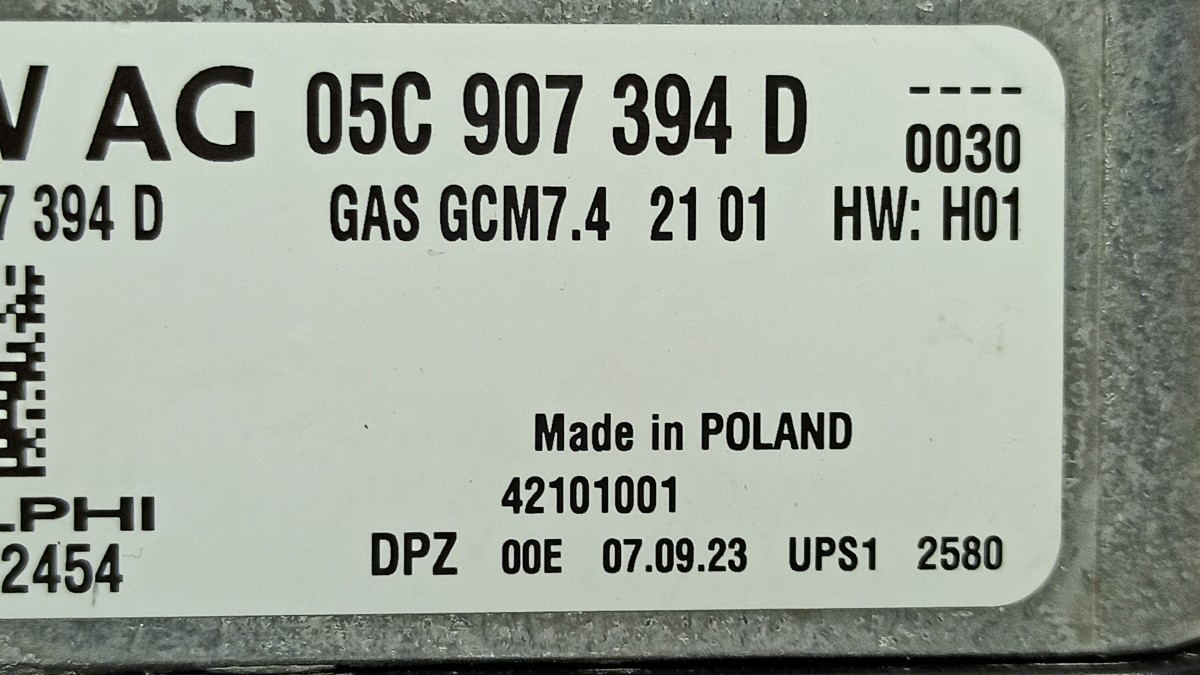 AG 05C 907 394 D
----
0030
394 D GAS GCM7.4 21 01 HW: H01
Made in POLAND
42101001
LPHI
2454 DPZ 00E 07.09.23 UPS1 2580